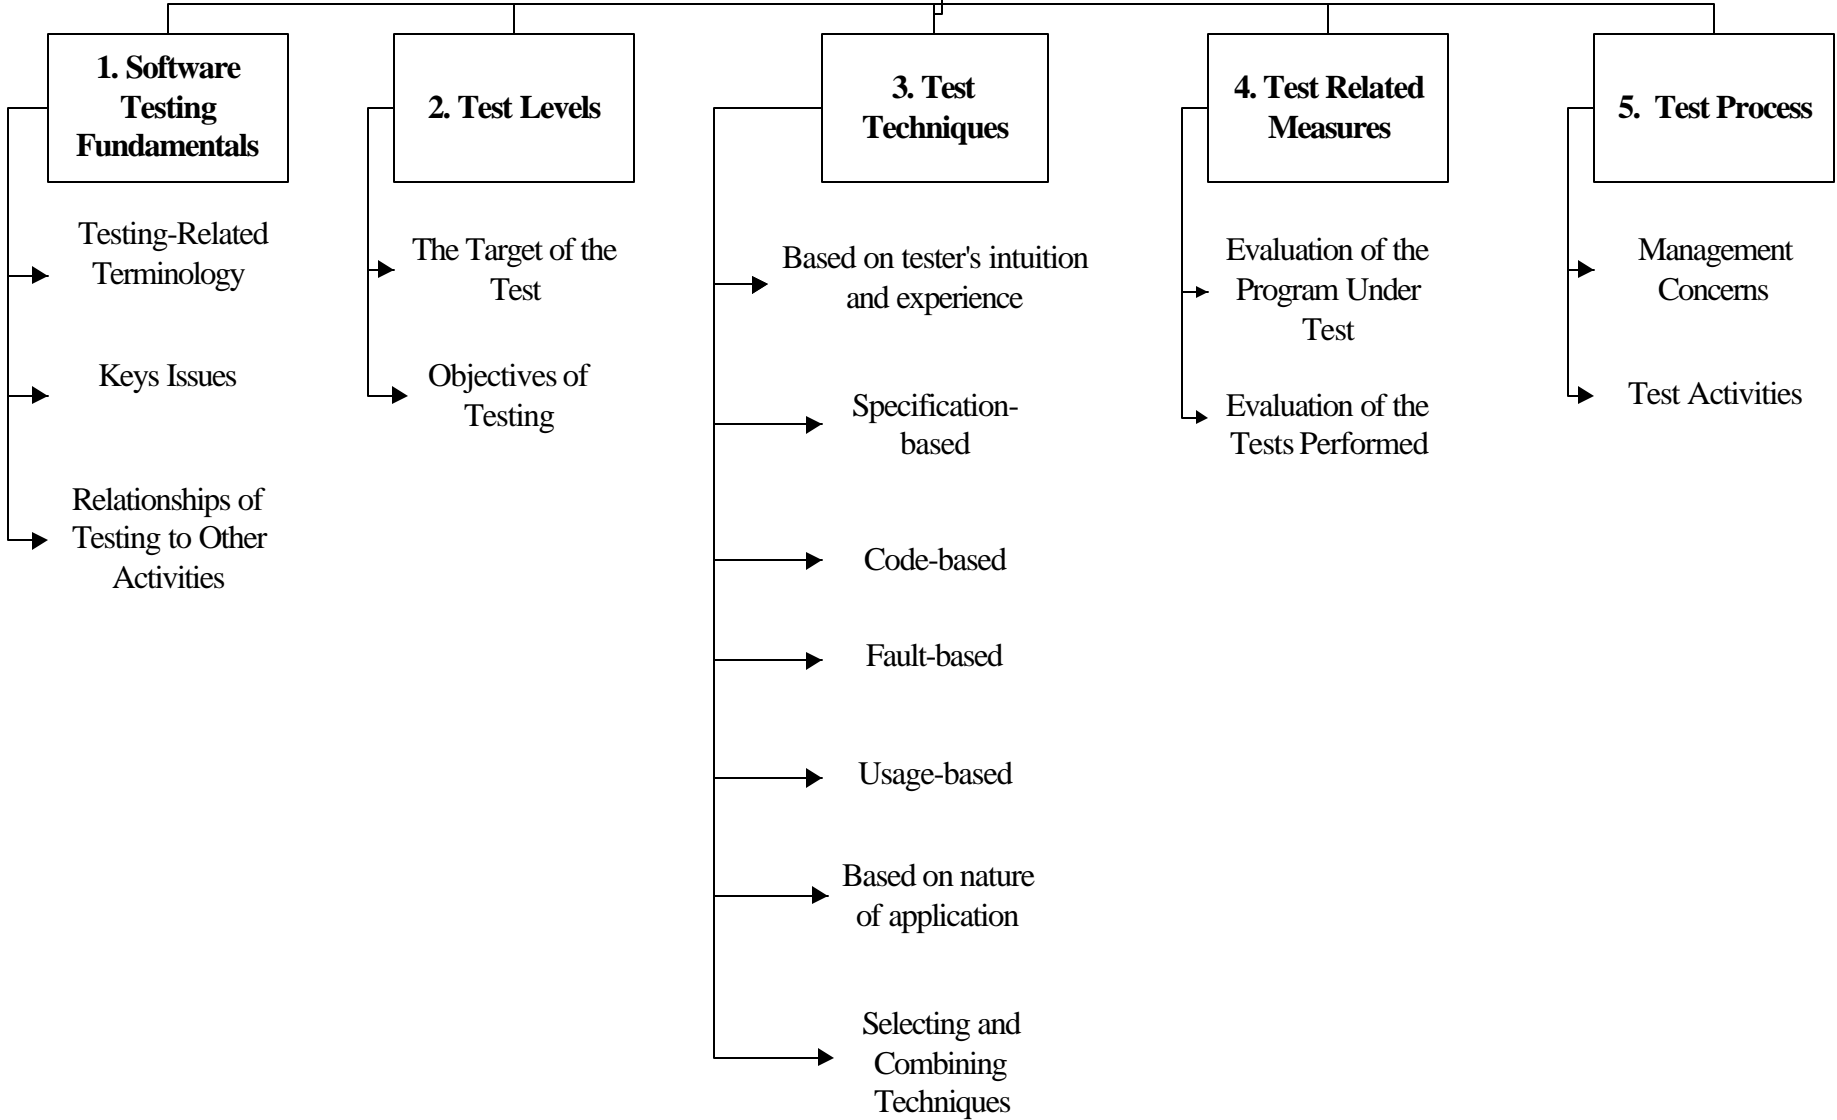 1. Software
Testing
Fundamentals
Testing-Related
Terminology
Keys Issues
Relationships of
Testing to Other
Activities
2. Test Levels
The Target of the
Test
Objectives of
Testing
3. Test
Techniques
Based on tester's intuition
and experience
Specification-
based
Code-based
Fault-based
Usage-based
Based on nature
of application
Selecting and
Combining
Techniques
4. Test Related
Measures
Evaluation of the
Program Under
Test
Evaluation of the
Tests Performed
5. Test Process
Management
Concerns
Test Activities